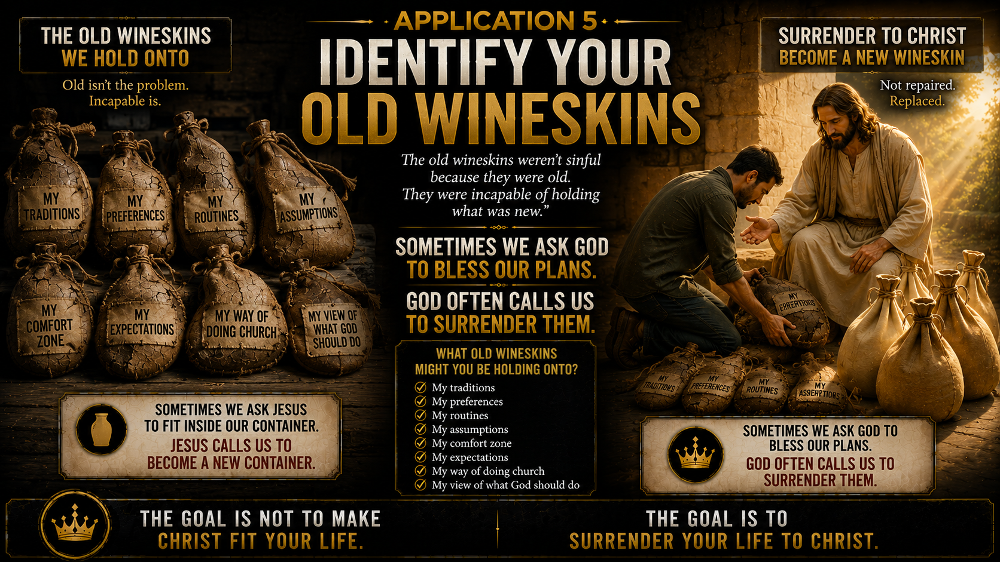 THE OLD WINESKINS
WE HOLD ONTO
Old isn't the problem.
Incapable is.
MY
TRADITIONS
MY
PREFERENCES
MY
ROUTINES
MY
ASSUMPTIONS
MY
COMFORT
ZONE
MY
EXPECTATIONS
MY WAY OF
DOING CHURCH
MY VIEW OF
WHAT GOD
SHOULD DO
SOMETIMES WE ASK JESUS
TO FIT INSIDE OUR CONTAINER.
JESUS CALLS US TO
BECOME A NEW CONTAINER.
APPLICATION 5
IDENTIFY YOUR
OLD WINESKINS
The old wineskins weren't sinful
because they were old.
They were incapable of holding
what was new.”
SOMETIMES WE ASK GOD
TO BLESS OUR PLANS.
GOD OFTEN CALLS US
TO SURRENDER THEM.
WHAT OLD WINESKINS
MIGHT YOU BE HOLDING ONTO?
My traditions
My preferences
My routines
My assumptions
My comfort zone
My expectations
My way of doing church
My view of what God should do
SURRENDER TO CHRIST
BECOME A NEW WINESKIN
Not repaired.
Replaced.
MY
MY
TRADITIONS
MY
PREFERENCES
MY
ROUTINES
MY
SOMETIMES WE ASK GOD TO
BLESS OUR PLANS.
GOD OFTEN CALLS US TO
SURRENDER THEM.
THE GOAL IS NOT TO MAKE
CHRIST FIT YOUR LIFE.
THE GOAL IS TO
SURRENDER YOUR LIFE TO CHRIST.